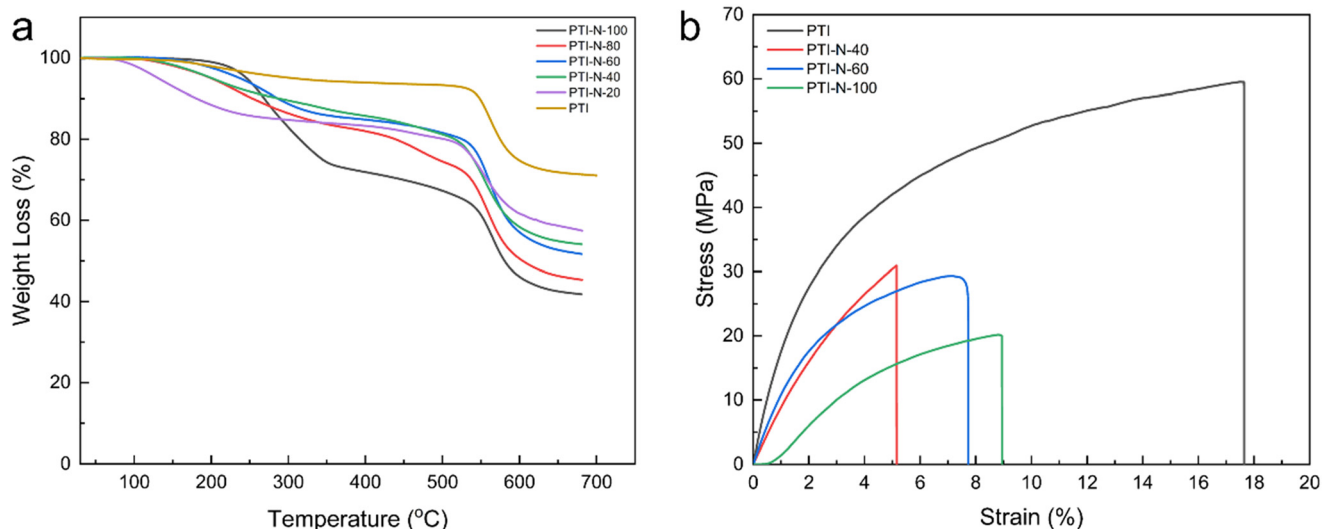 a
PTI-N-100
PTI-N-80
PTI-N-60
PTI-N-40
PTI-N-20
PTI
100
80
60
40
20
0
Weight Loss (%)
100 200 300 400 500 600 700
Temperature (°C)
b
PTI
PTI-N-40
PTI-N-60
PTI-N-100
70
60
50
40
30
20
10
0
Stress (MPa)
0 2 4 6 8 10 12 14 16 18 20
Strain (%)